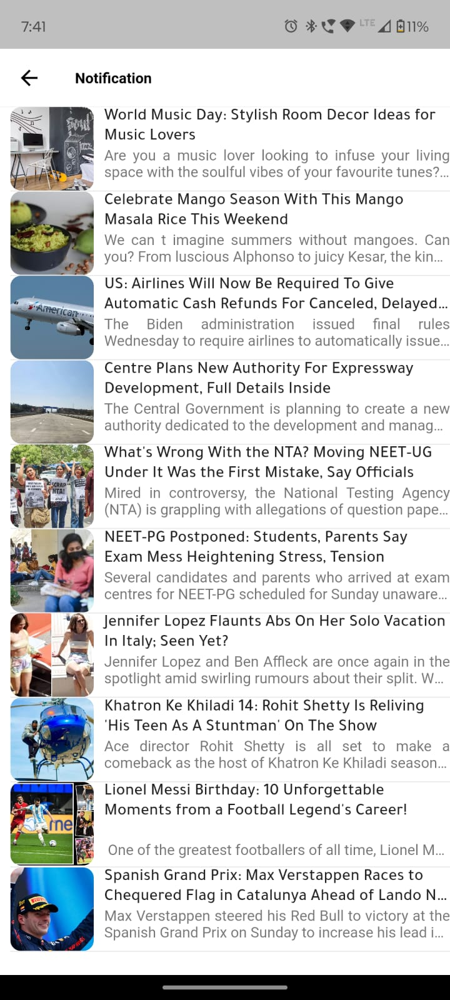 7:41
LTE
11%
Notification
World Music Day: Stylish Room Decor Ideas for
Music Lovers
Are you a music lover looking to infuse your living
space with the soulful vibes of your favourite tunes?...
Celebrate Mango Season With This Mango
Masala Rice This Weekend
We can t imagine summers without mangoes. Can
you? From luscious Alphonso to juicy Kesar, the kin...
American
US: Airlines Will Now Be Required To Give
Automatic Cash Refunds For Canceled, Delayed...
The Biden administration issued final rules
Wednesday to require airlines to automatically issue...
Centre Plans New Authority For Expressway
Development, Full Details Inside
The Central Government is planning to create a new
authority dedicated to the development and manag...
SCRAP
NTA!
What's Wrong With the NTA? Moving NEET-UG
Under It Was the First Mistake, Say Officials
Mired in controversy, the National Testing Agency
(NTA) is grappling with allegations of question pape...
NEET-PG Postponed: Students, Parents Say
Exam Mess Heightening Stress, Tension
Several candidates and parents who arrived at exam
centres for NEET-PG scheduled for Sunday unaware...
Jennifer Lopez Flaunts Abs On Her Solo Vacation
In Italy; Seen Yet?
Jennifer Lopez and Ben Affleck are once again in the
spotlight amid swirling rumours about their split. W...
Khatron Ke Khiladi 14: Rohit Shetty Is Reliving
'His Teen As A Stuntman' On The Show
Ace director Rohit Shetty is all set to make a
comeback as the host of Khatron Ke Khiladi season...
me
Lionel Messi Birthday: 10 Unforgettable
Moments from a Football Legend's Career!
One of the greatest footballers of all time, Lionel M...
1st
Spanish Grand Prix: Max Verstappen Races to
Chequered Flag in Catalunya Ahead of Lando N...
Max Verstappen steered his Red Bull to victory at the
Spanish Grand Prix on Sunday to increase his lead i...